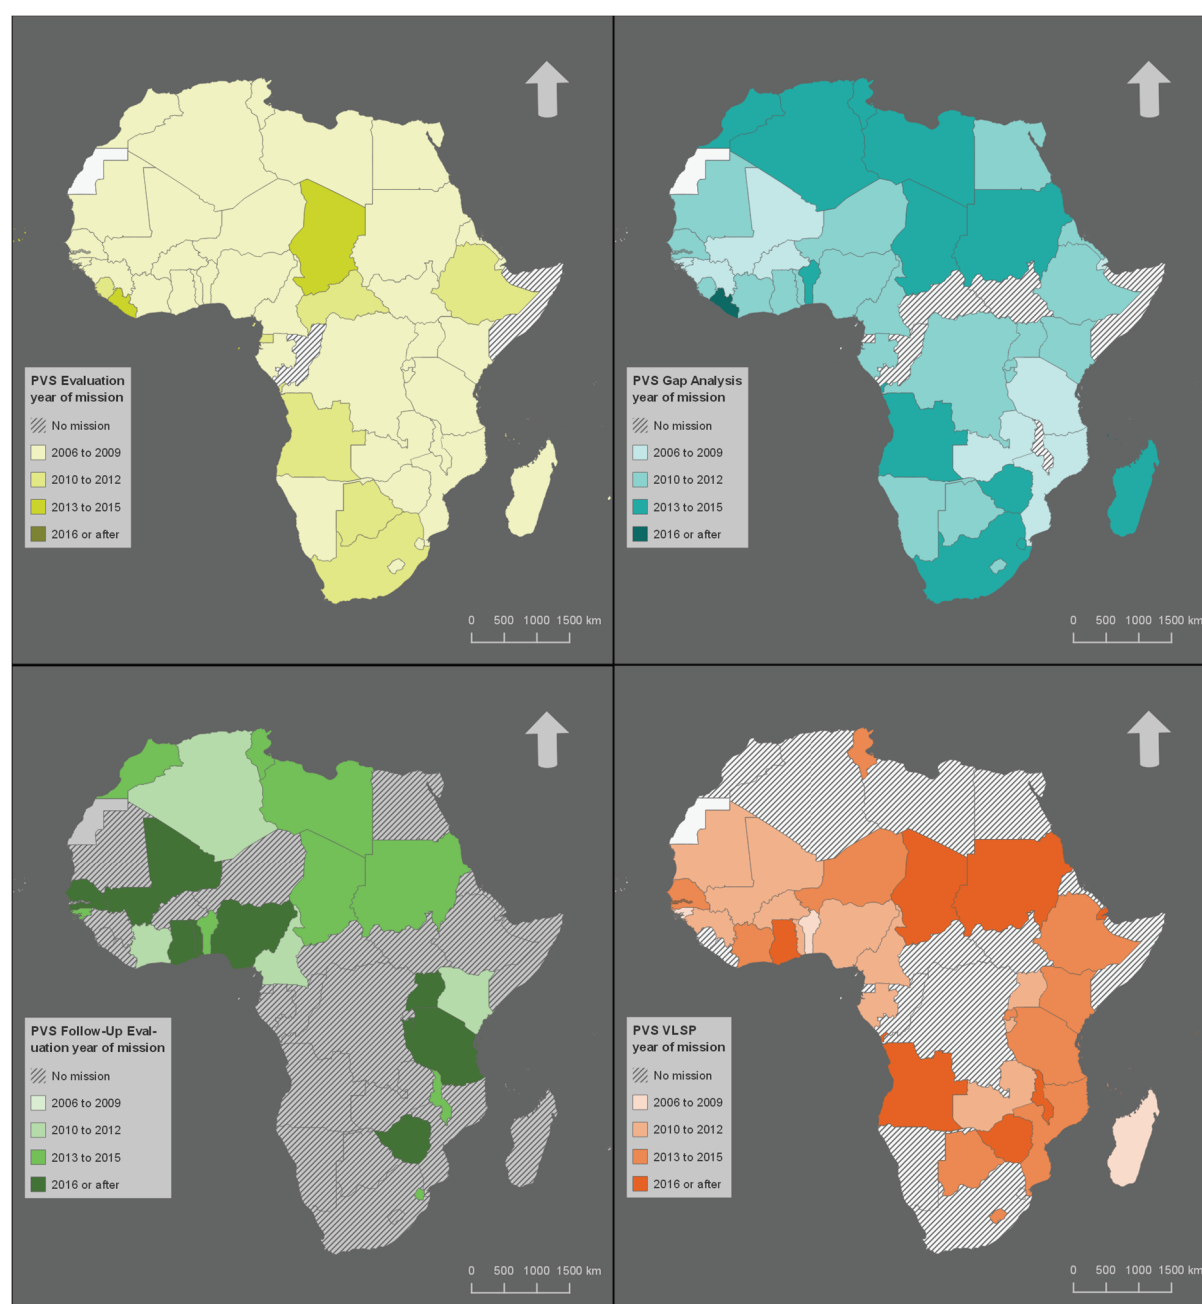 PVS Evaluation
year of mission
No mission
2006 to 2009
2010 to 2012
2013 to 2015
2016 or after
0 500 1000 1500 km
PVS Gap Analysis
year of mission
No mission
2006 to 2009
2010 to 2012
2013 to 2015
2016 or after
0 500 1000 1500 km
PVS Follow-Up Eval-
uation year of mission
No mission
2006 to 2009
2010 to 2012
2013 to 2015
2016 or after
0 500 1000 1500 km
PVS VLSP
year of mission
No mission
2006 to 2009
2010 to 2012
2013 to 2015
2016 or after
0 500 1000 1500 km